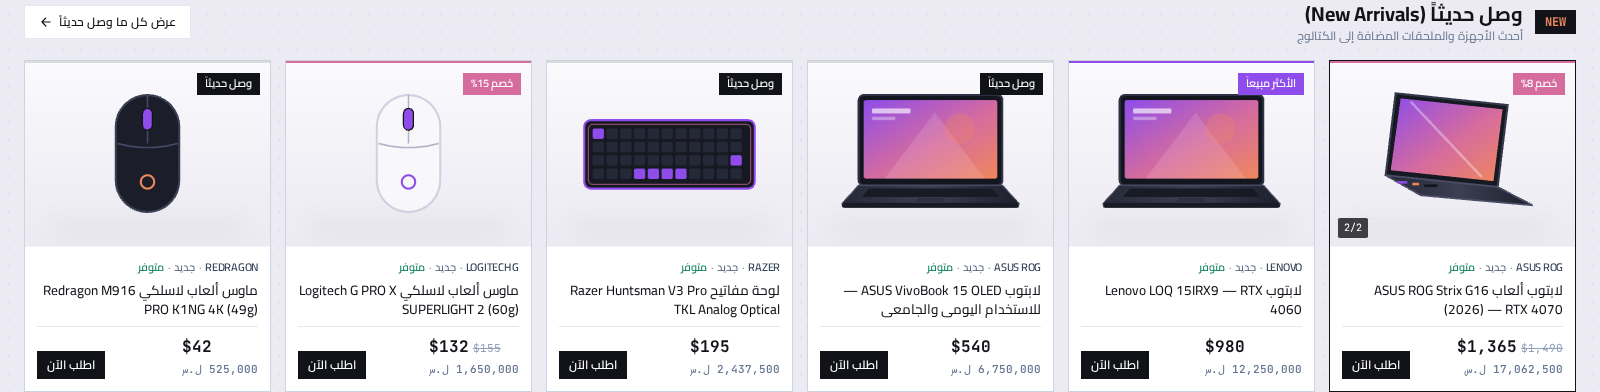 NEW
وصل حديثاً (New Arrivals)
أحدث الأجهزة والملحقات المضافة إلى الكتالوج
عرض كل ما وصل حديثاً ←
خصم 8%
2/2
ASUS ROG · جديد · متوفر
لابتوب ألعاب ASUS ROG Strix G16
(2026) — RTX 4070
$1,365 $1,490
17,062,500 ل.س
اطلب الآن
الأكثر مبيعاً
LENOVO · جديد · متوفر
لابتوب Lenovo LOQ 15IRX9 — RTX
4060
$980
12,250,000 ل.س
اطلب الآن
وصل حديثاً
ASUS ROG · جديد · متوفر
لابتوب ASUS VivoBook 15 OLED —
للاستخدام اليومي والجامعي
$540
6,750,000 ل.س
اطلب الآن
وصل حديثاً
RAZER · جديد · متوفر
لوحة مفاتيح Razer Huntsman V3 Pro
TKL Analog Optical
$195
2,437,500 ل.س
اطلب الآن
خصم 15%
LOGITECH G · جديد · متوفر
ماوس ألعاب لاسلكي Logitech G PRO X
SUPERLIGHT 2 (60g)
$132 $155
1,650,000 ل.س
اطلب الآن
وصل حديثاً
REDRAGON · جديد · متوفر
ماوس ألعاب لاسلكي Redragon M916
PRO K1NG 4K (49g)
$42
525,000 ل.س
اطلب الآن